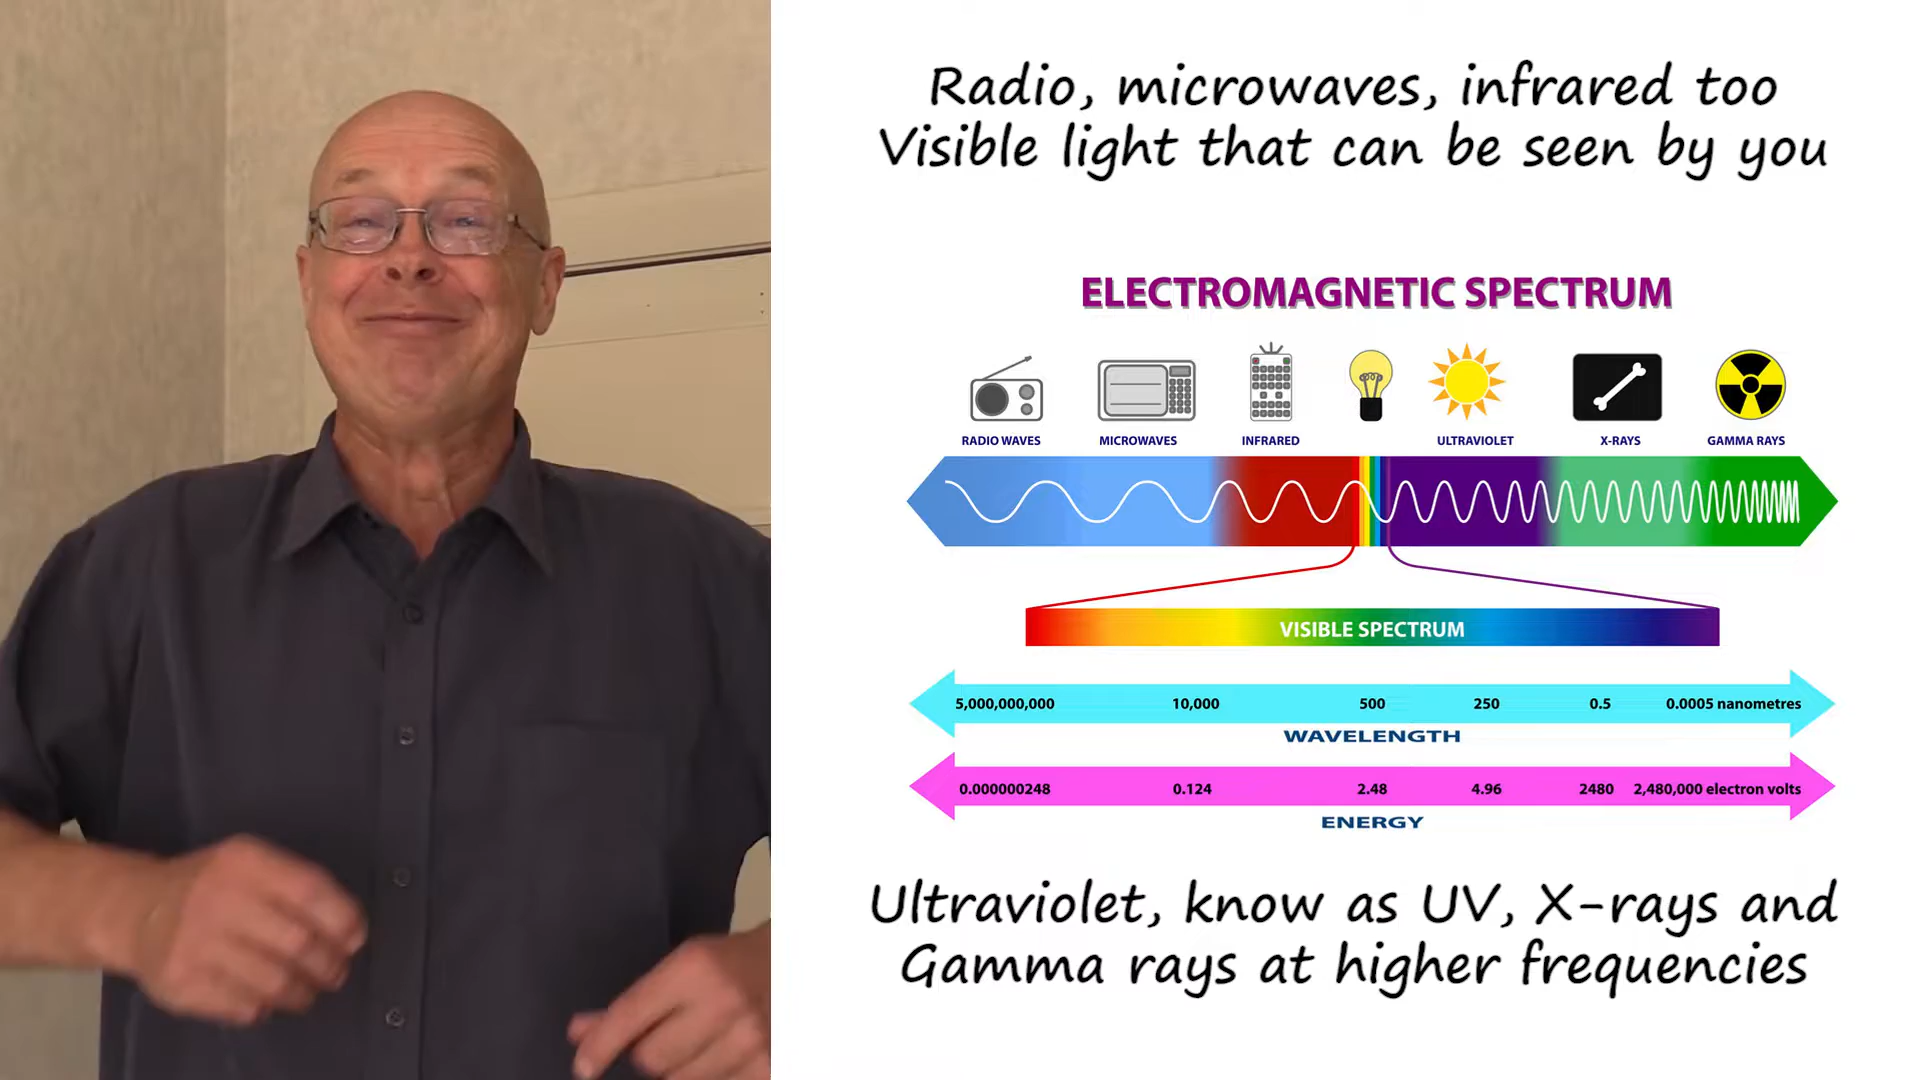 Radio, microwaves, infrared too
Visible light that can be seen by you
ELECTROMAGNETIC SPECTRUM
RADIO WAVES MICROWAVES INFRARED ULTRAVIOLET X-RAYS GAMMA RAYS
VISIBLE SPECTRUM
5,000,000,000 10,000 500 250 0.5 0.0005 nanometres
WAVELENGTH
0.000000248 0.124 2.48 4.96 2480 2,480,000 electron volts
ENERGY
Ultraviolet, know as UV, X-rays and
Gamma rays at higher frequencies